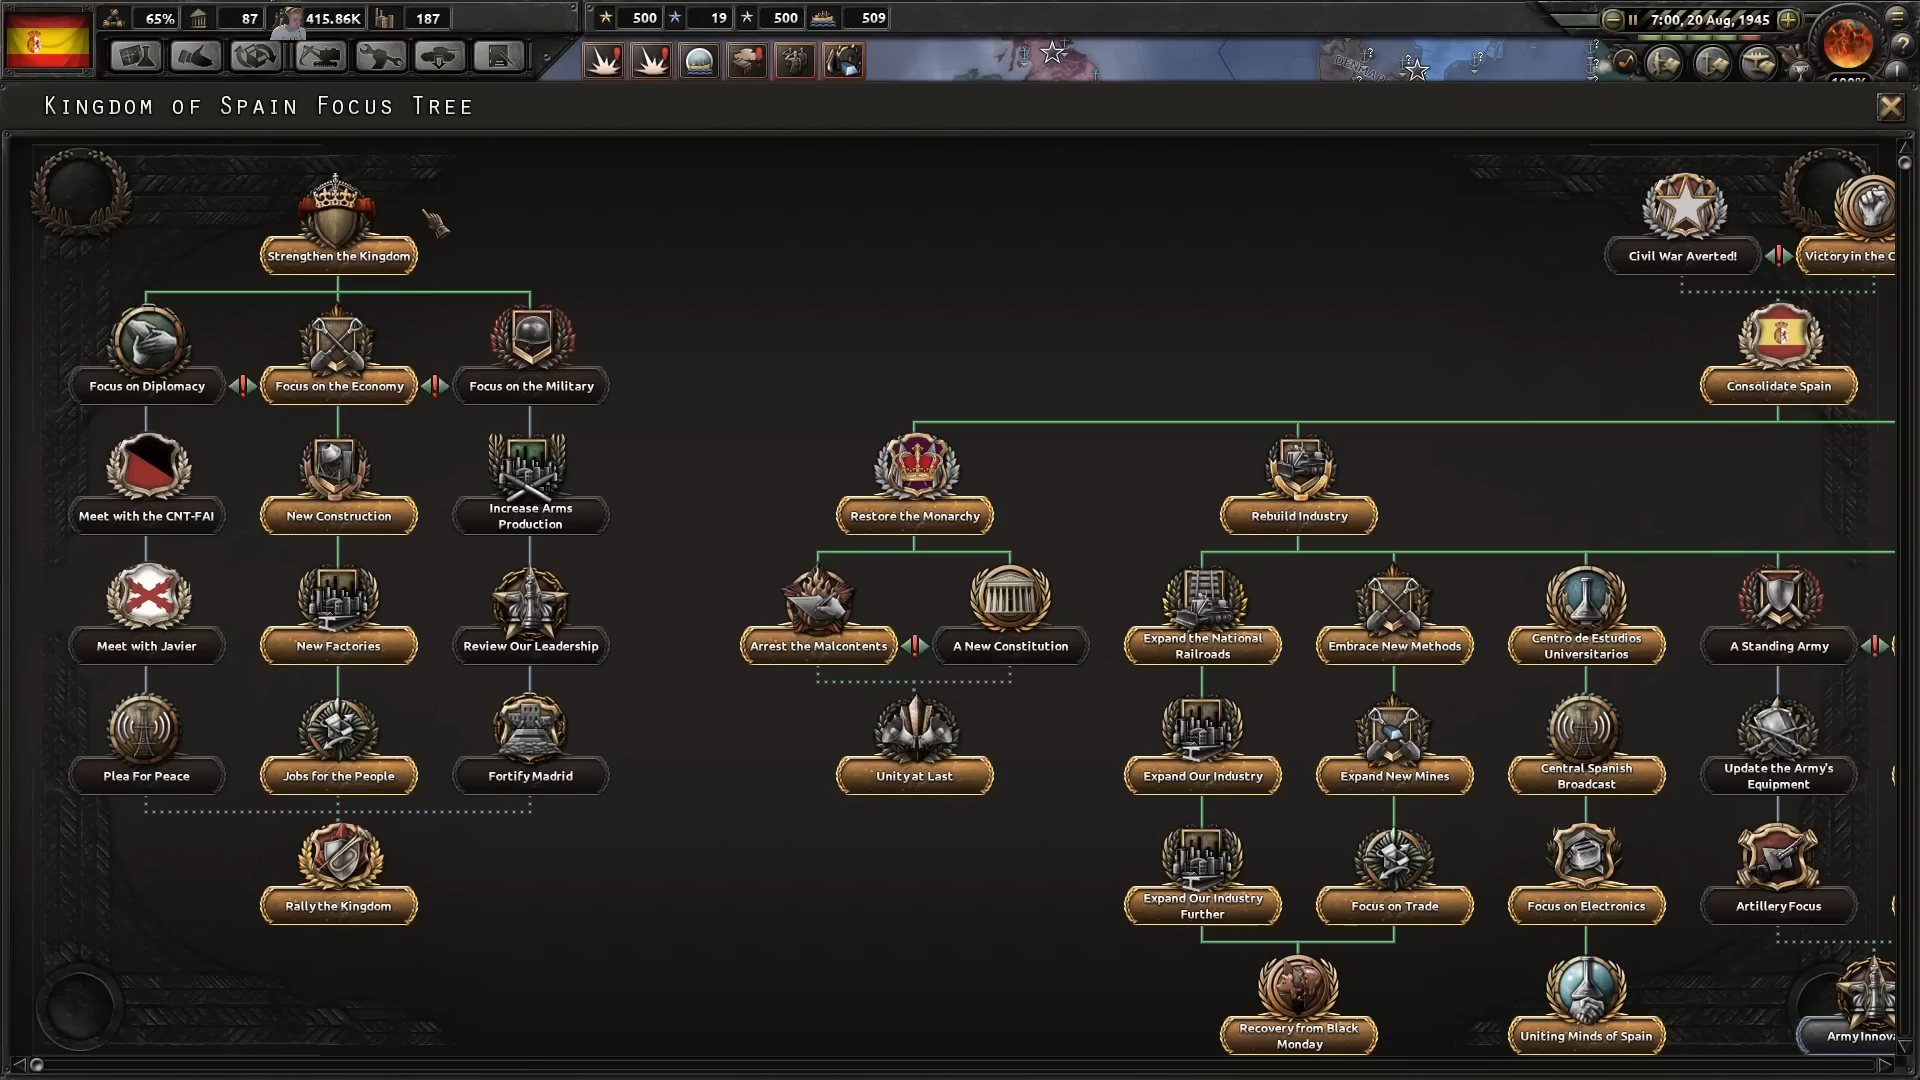 65%
87
415.86K
187
500
19
500
509
7:00, 20 Aug, 1945
DENMAR
100%
Kingdom of Spain Focus Tree
Strengthen the Kingdom
Civil War Averted!
Victory in the C
Focus on Diplomacy
Focus on the Economy
Focus on the Military
Consolidate Spain
Meet with the CNT-FAI
New Construction
Increase Arms
Production
Restore the Monarchy
Rebuild Industry
Meet with Javier
New Factories
Review Our Leadership
Arrest the Malcontents
A New Constitution
Expand the National
Railroads
Embrace New Methods
Centro de Estudios
Universitarios
A Standing Army
Plea For Peace
Jobs for the People
Fortify Madrid
Unity at Last
Expand Our Industry
Expand New Mines
Central Spanish
Broadcast
Update the Army's
Equipment
Rally the Kingdom
Expand Our Industry
Further
Focus on Trade
Focus on Electronics
Artillery Focus
Recovery from Black
Monday
Uniting Minds of Spain
Army Innova